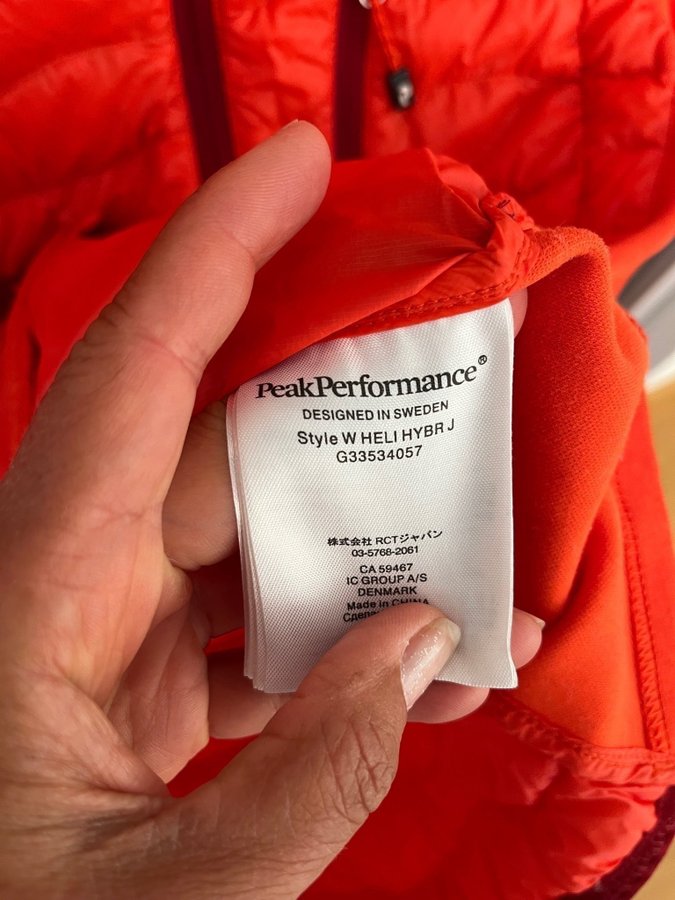 PeakPerformance®
DESIGNED IN SWEDEN
Style W HELI HYBR J
G33534057
株式会社 RCTジャパン
03-5768-2061
CA 59467
IC GROUP A/S
DENMARK
Made in CHINA